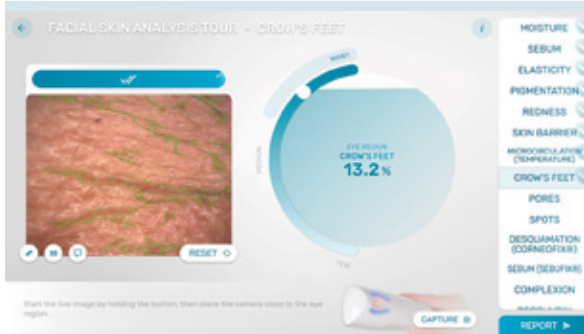 FACIAL SKIN ANALYSIS TOUR - CROW'S FEET
i
MANY
MEDIUM
FEW
EYE REGION
CROW'S FEET
13.2 %
RESET
Start the live image by holding the button, then place the camera close to the eye
region.
CAPTURE
MOISTURE
SEBUM
ELASTICITY
PIGMENTATION
REDNESS
SKIN BARRIER
MICROCIRCULATION
(TEMPERATURE)
CROW'S FEET
PORES
SPOTS
DESQUAMATION
(CORNEOFIX®)
SEBUM (SEBUFIX®)
COMPLEXION
REPORT